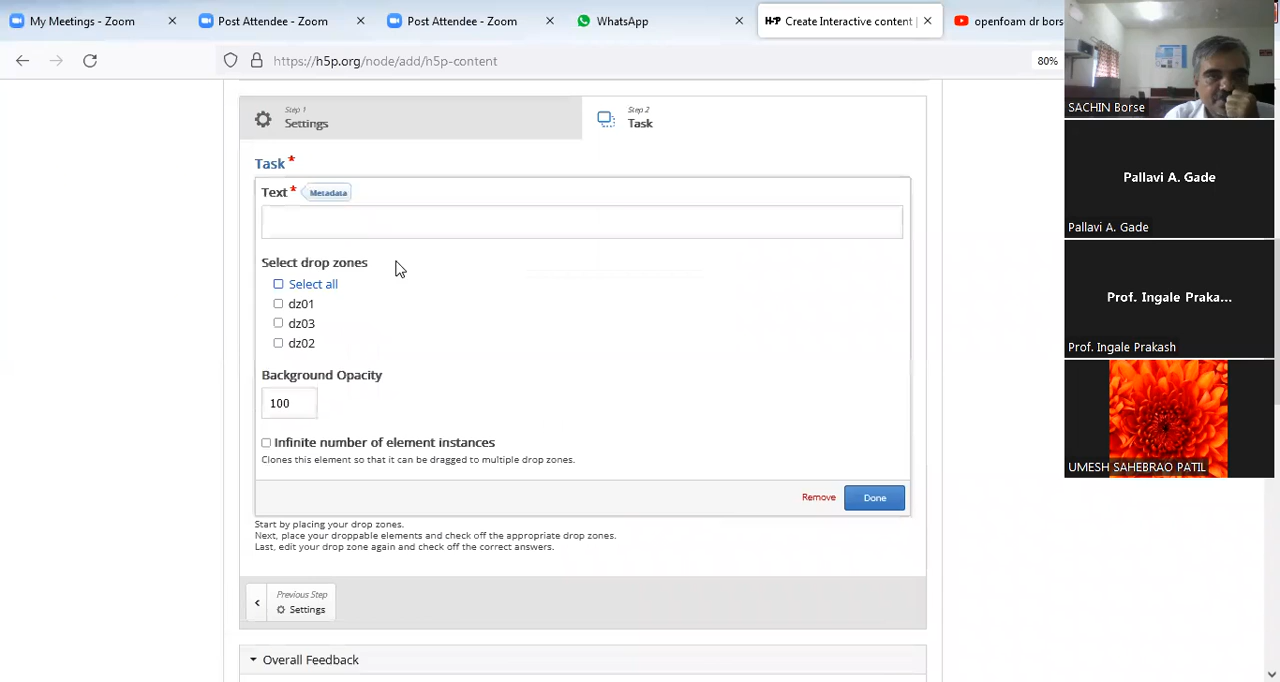 My Meetings - Zoom
Post Attendee - Zoom
Post Attendee - Zoom
WhatsApp
H-P Create Interactive content |
openfoam dr bors
https://h5p.org/node/add/h5p-content
80%
Step 1
Settings
Step 2
Task
Task *
Text * Metadata
Select drop zones
Select all
dz01
dz03
dz02
Background Opacity
100
Infinite number of element instances
Clones this element so that it can be dragged to multiple drop zones.
Remove
Done
Start by placing your drop zones.
Next, place your droppable elements and check off the appropriate drop zones.
Last, edit your drop zone again and check off the correct answers.
Previous Step
Settings
Overall Feedback
SACHIN Borse
Pallavi A. Gade
Pallavi A. Gade
Prof. Ingale Praka...
Prof. Ingale Prakash
UMESH SAHEBRAO PATIL